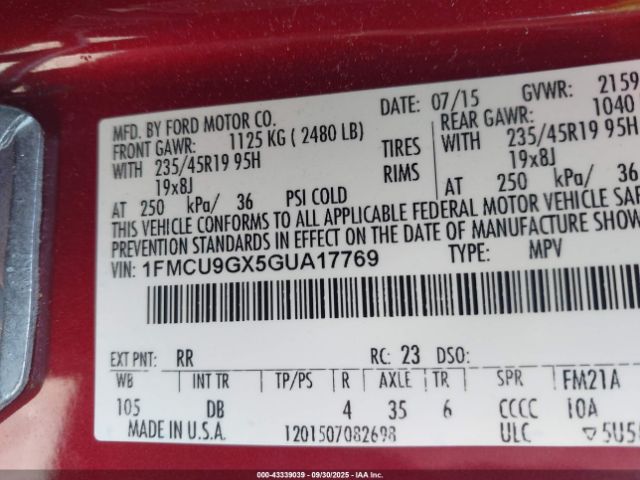 MFD. BY FORD MOTOR CO.
DATE: 07/15 GVWR: 2159
FRONT GAWR: 1125 KG ( 2480 LB) REAR GAWR: 1040
WITH 235/45R19 95H TIRES WITH 235/45R19 95H
19x8J RIMS 19x8J
AT 250 kPa/ 36 PSI COLD AT 250 kPa/ 36
THIS VEHICLE CONFORMS TO ALL APPLICABLE FEDERAL MOTOR VEHICLE SAF
PREVENTION STANDARDS IN EFFECT ON THE DATE OF MANUFACTURE SHOW
VIN: 1FMCU9GX5GUA17769 TYPE: MPV
EXT PNT: RR RC: 23 DSO:
WB INT TR TP/PS R AXLE TR SPR FM21A
105 DB 4 35 6 CCCC IOA
MADE IN U.S.A. 1201507082698 ULC ▽5U5
000-43339039 - 09/30/2025 - IAAI